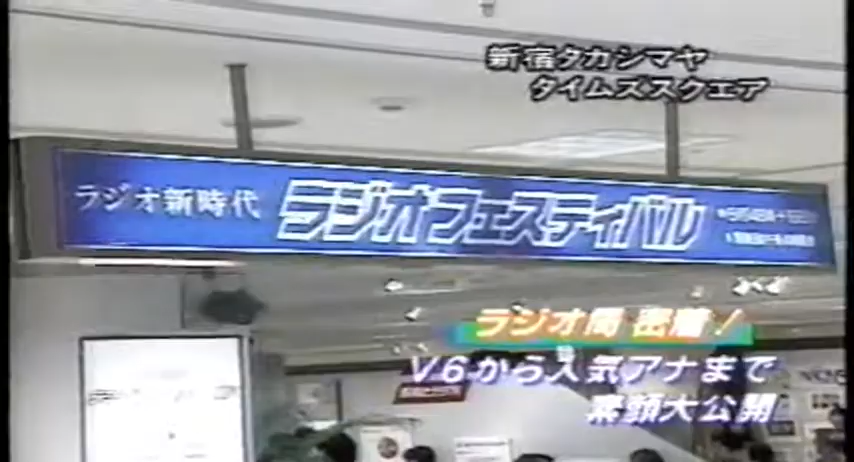 新宿タカシマヤ
タイムズスクエア
ラジオ新時代
ラジオフェスティバル
ラジオ局 密着!
V6から人気アナまで
素顔大公開